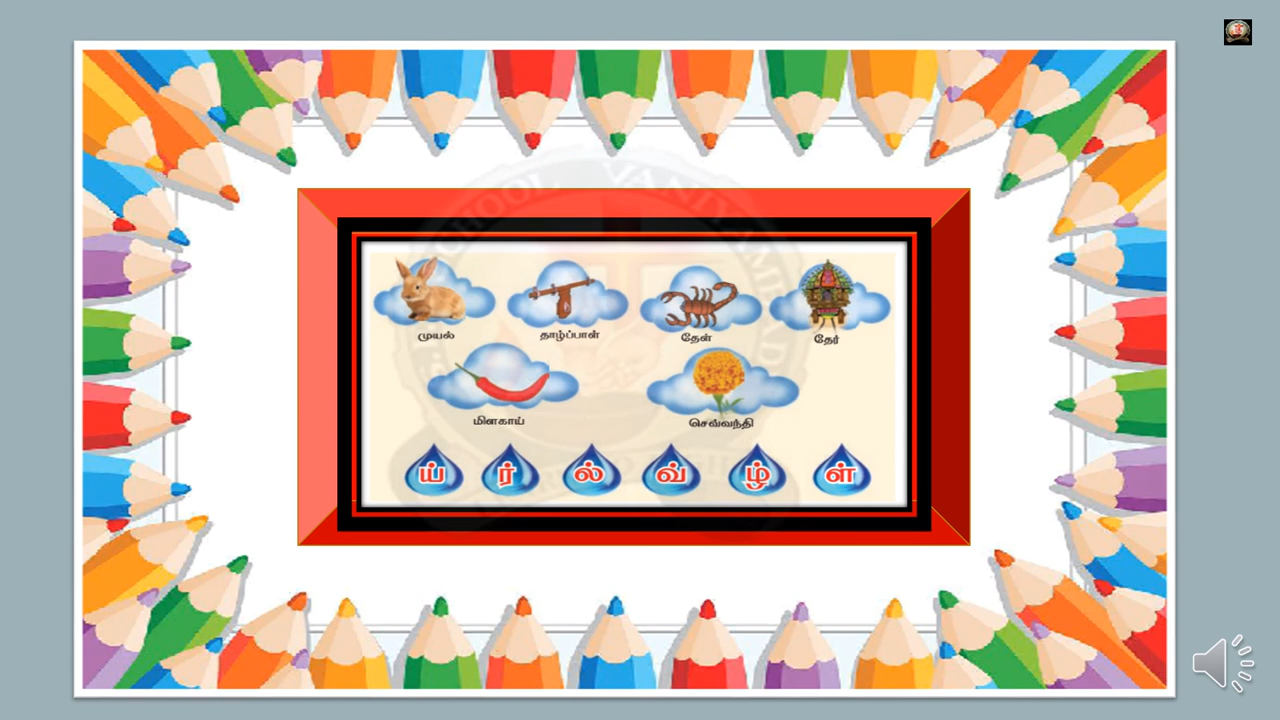 முயல் தாழ்ப்பாள் தேள் தேர்
மிளகாய் செவ்வந்தி
ய் ர் ல் வ் ழ் ள்